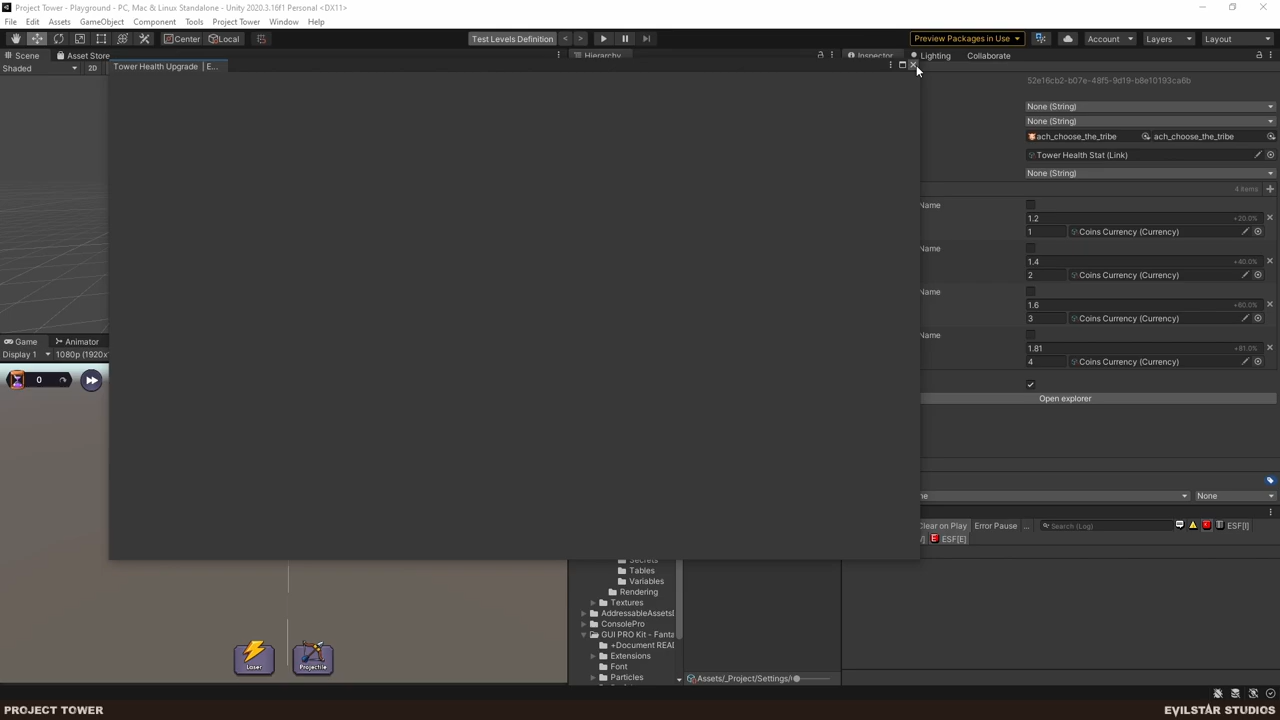 Project Tower - Playground - PC, Mac & Linux Standalone - Unity 2020.3.16f1 Personal <DX11>
File Edit Assets GameObject Component Tools Project Tower Window Help
Center Local Test Levels Definition < > Preview Packages in Use Account Layers Layout
Scene Asset Store Hierarchy Inspector Lighting Collaborate
Shaded 2D
Tower Health Upgrade | E...
52e16cb2-b07e-48f5-9d19-b8e10193ca6b
None (String)
None (String)
ach_choose_the_tribe ach_choose_the_tribe
Tower Health Stat (Link)
None (String)
4 items
Name
1.2 +20.0%
1 Coins Currency (Currency)
Name
1.4 +40.0%
2 Coins Currency (Currency)
Name
1.6 +60.0%
3 Coins Currency (Currency)
Name
1.81 +81.0%
4 Coins Currency (Currency)
Open explorer
Game Animator
Display 1 1080p (1920x
0
None
Clear on Play Error Pause ... Search (Log) ESF[I]
ESF[E]
Tables
Variables
Rendering
Textures
AddressableAssetsD
ConsolePro
GUI PRO Kit - Fanta
+Document READ
Extensions
Font
Particles
Assets/_Project/Settings/
Laser Projectile
PROJECT TOWER EVILSTAR STUDIOS